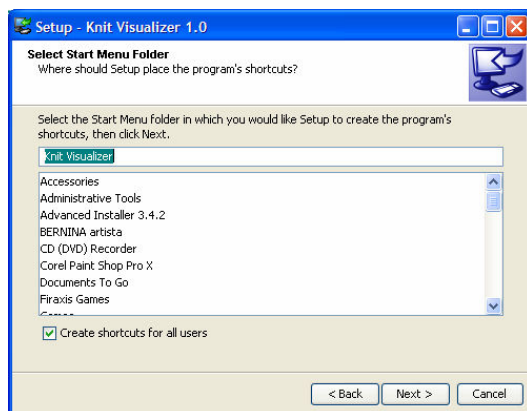 Setup - Knit Visualizer 1.0
Select Start Menu Folder
Where should Setup place the program's shortcuts?
Select the Start Menu folder in which you would like Setup to create the program's
shortcuts, then click Next.
Knit Visualizer
Accessories
Administrative Tools
Advanced Installer 3.4.2
BERNINA artista
CD (DVD) Recorder
Corel Paint Shop Pro X
Documents To Go
Firaxis Games
Create shortcuts for all users
< Back
Next >
Cancel